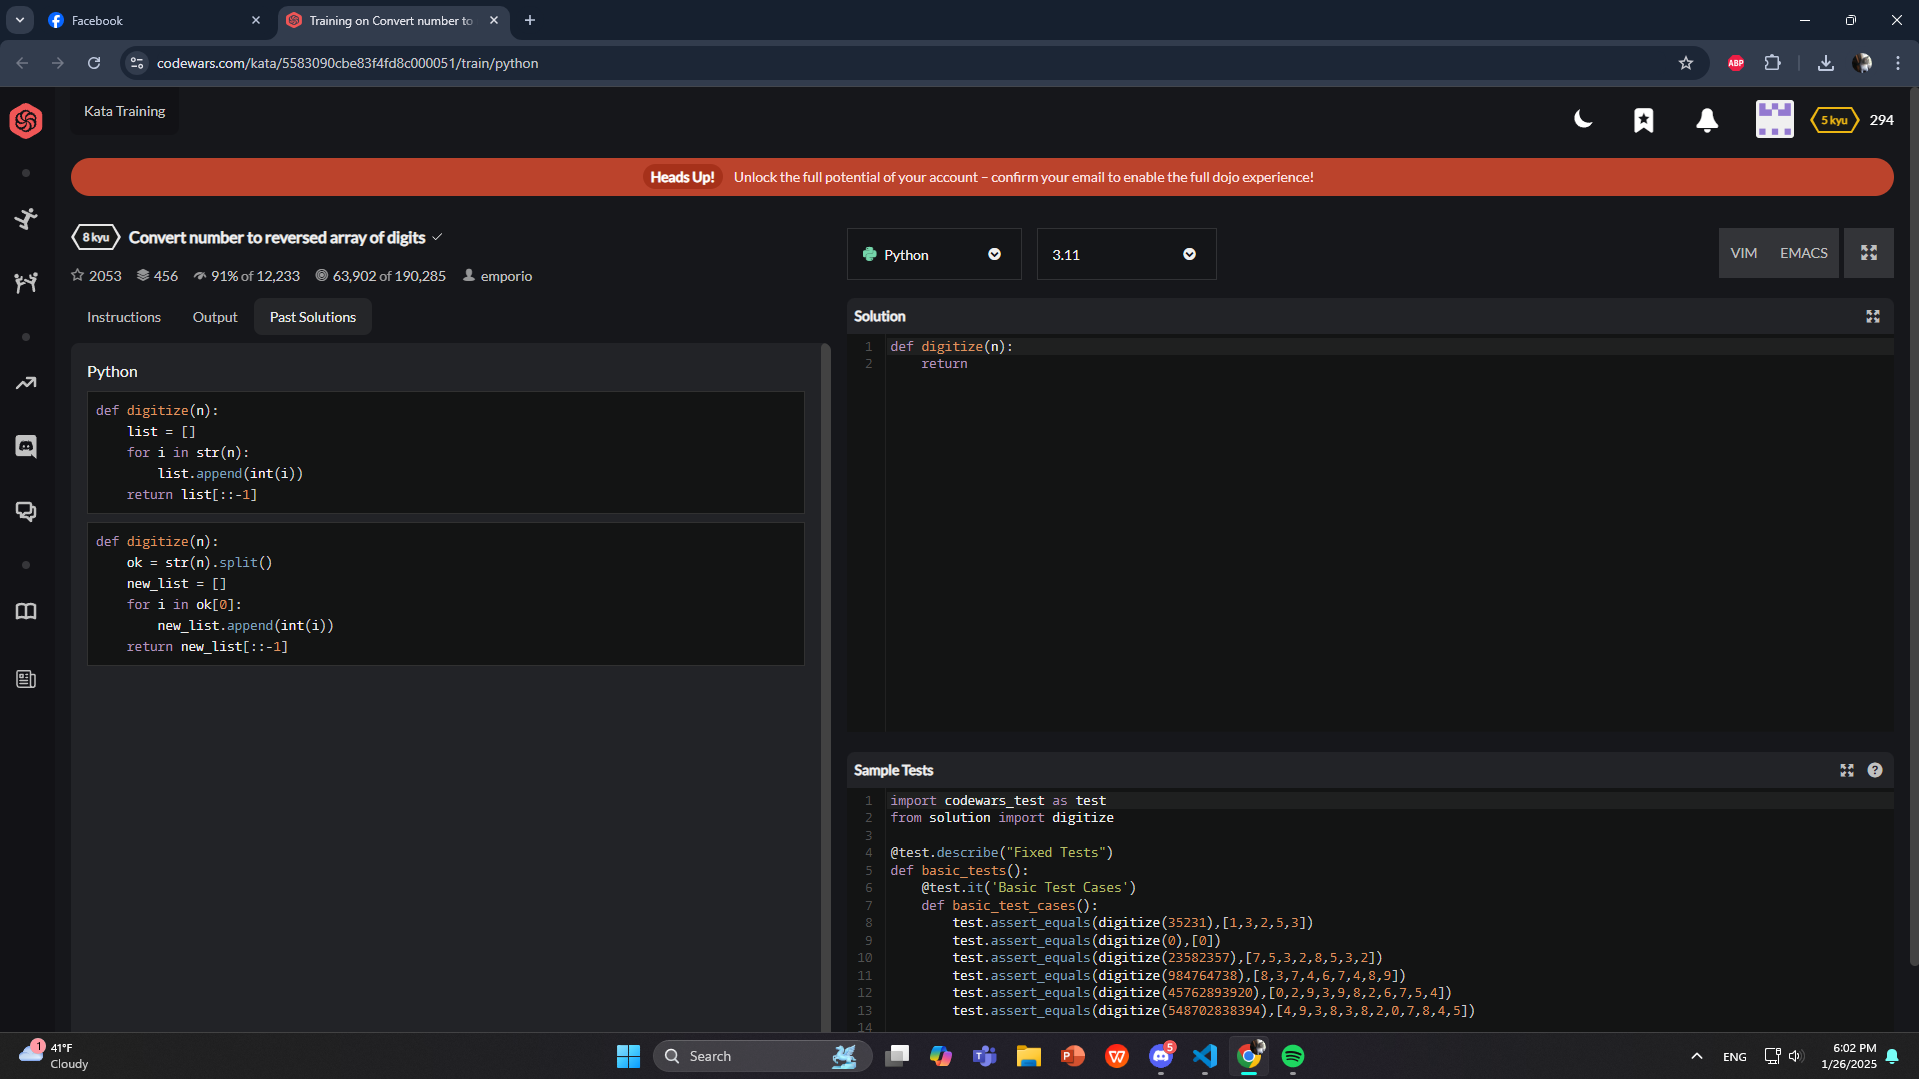 Facebook
Training on Convert number to
codewars.com/kata/5583090cbe83f4fd8c000051/train/python
ABP
Kata Training
5 kyu 294
Heads Up! Unlock the full potential of your account – confirm your email to enable the full dojo experience!
8 kyu Convert number to reversed array of digits
2053 456 91% of 12,233 63,902 of 190,285 emporio
Python 3.11 VIM EMACS
Instructions Output Past Solutions
Python
def digitize(n):
    list = []
    for i in str(n):
        list.append(int(i))
    return list[::-1]
def digitize(n):
    ok = str(n).split()
    new_list = []
    for i in ok[0]:
        new_list.append(int(i))
    return new_list[::-1]
Solution
1 def digitize(n):
2     return
Sample Tests ?
1 import codewars_test as test
2 from solution import digitize
3
4 @test.describe("Fixed Tests")
5 def basic_tests():
6     @test.it('Basic Test Cases')
7     def basic_test_cases():
8         test.assert_equals(digitize(35231),[1,3,2,5,3])
9         test.assert_equals(digitize(0),[0])
10         test.assert_equals(digitize(23582357),[7,5,3,2,8,5,3,2])
11         test.assert_equals(digitize(984764738),[8,3,7,4,6,7,4,8,9])
12         test.assert_equals(digitize(45762893920),[0,2,9,3,9,8,2,6,7,5,4])
13         test.assert_equals(digitize(548702838394),[4,9,3,8,3,8,2,0,7,8,4,5])
14
1 41°F
Cloudy
Search
5
ENG
6:02 PM
1/26/2025